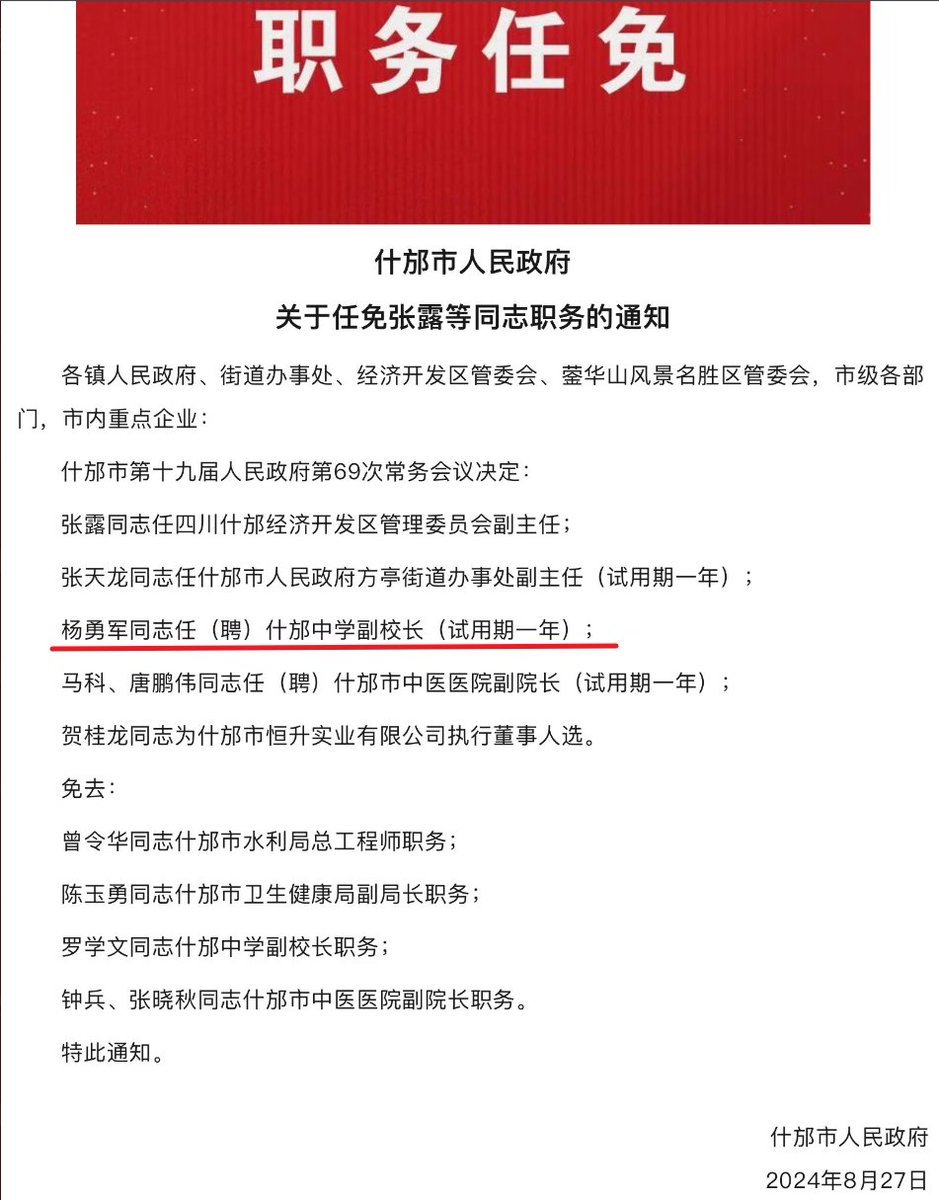 职务任免
什邡市人民政府
关于任免张露等同志职务的通知
各镇人民政府、街道办事处、经济开发区管委会、蓥华山风景名胜区管委会，市级各部
门，市内重点企业：
什邡市第十九届人民政府第69次常务会议决定：
张露同志任四川什邡经济开发区管理委员会副主任；
张天龙同志任什邡市人民政府方亭街道办事处副主任（试用期一年）；
杨勇军同志任（聘）什邡中学副校长（试用期一年）；
马科、唐鹏伟同志任（聘）什邡市中医医院副院长（试用期一年）；
贺桂龙同志为什邡市恒升实业有限公司执行董事人选。
免去：
曾令华同志什邡市水利局总工程师职务；
陈玉勇同志什邡市卫生健康局副局长职务；
罗学文同志什邡中学副校长职务；
钟兵、张晓秋同志什邡市中医医院副院长职务。
特此通知。
什邡市人民政府
2024年8月27日